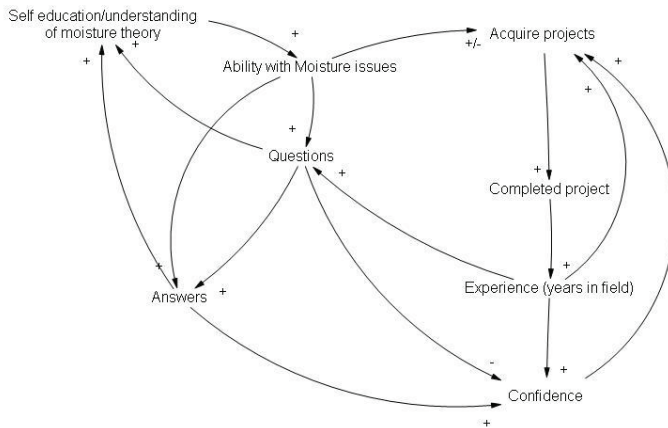 Self education/understanding
of moisture theory
+
+
+
Ability with Moisture issues
+/-
Acquire projects
+
+
+
Questions
+
+
Completed project
+
Answers
+
+
Experience (years in field)
-
+
Confidence
+